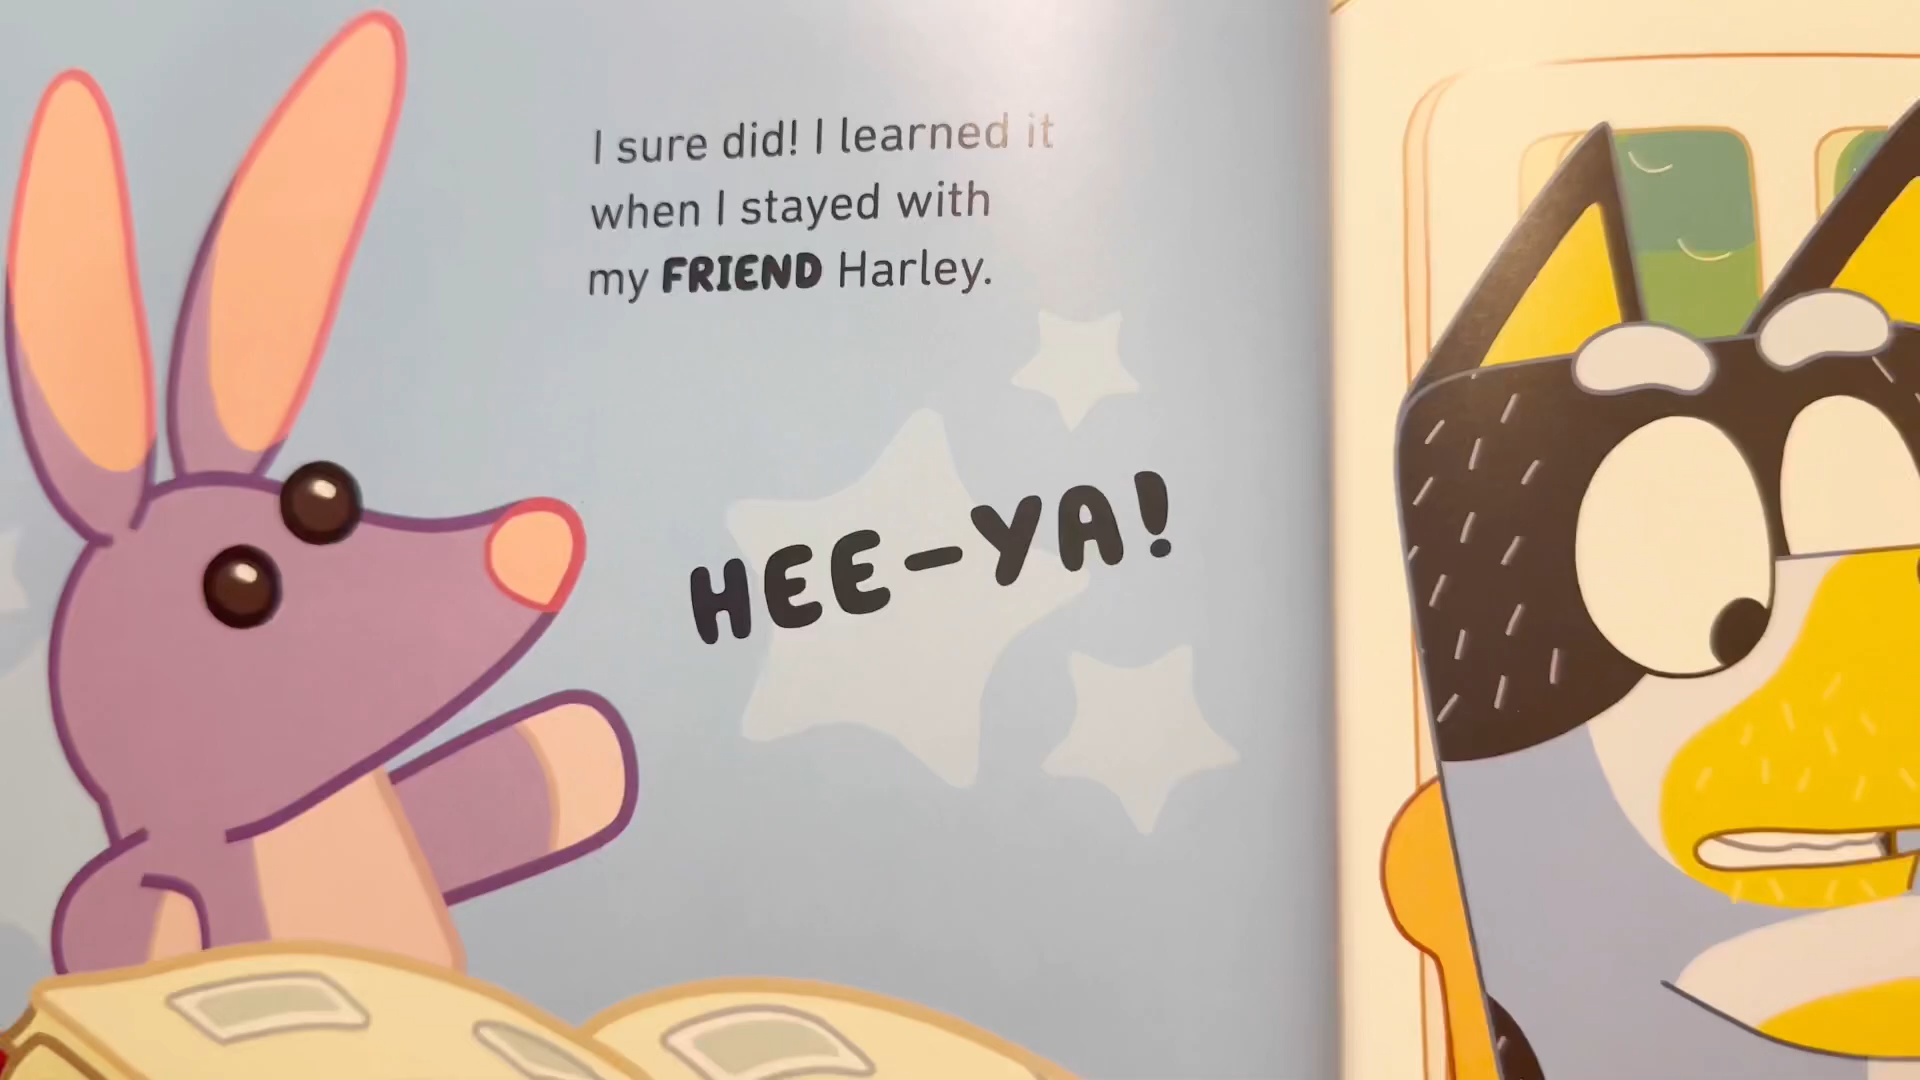 I sure did! I learned it
when I stayed with
my FRIEND Harley.
HEE-YA!